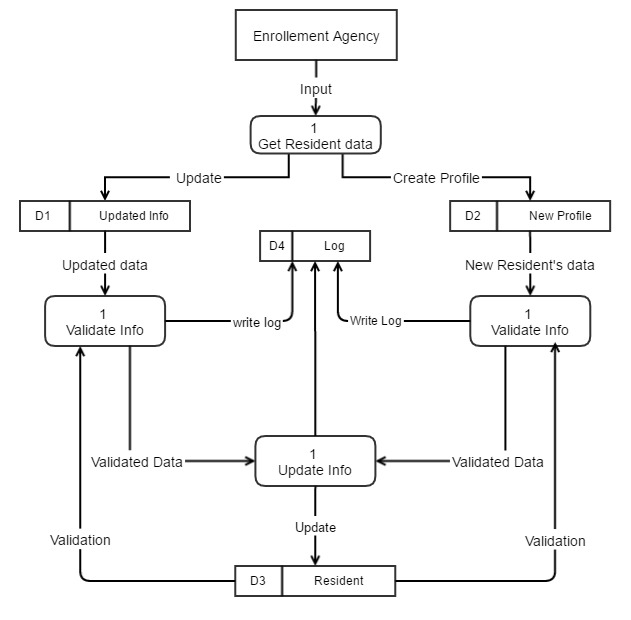 Enrollement Agency
Input
1
Get Resident data
Update
Create Profile
D1 Updated Info
D2 New Profile
D4 Log
Updated data
New Resident's data
1
Validate Info
1
Validate Info
write log
Write Log
1
Update Info
Validated Data
Validated Data
Update
Validation
Validation
D3 Resident